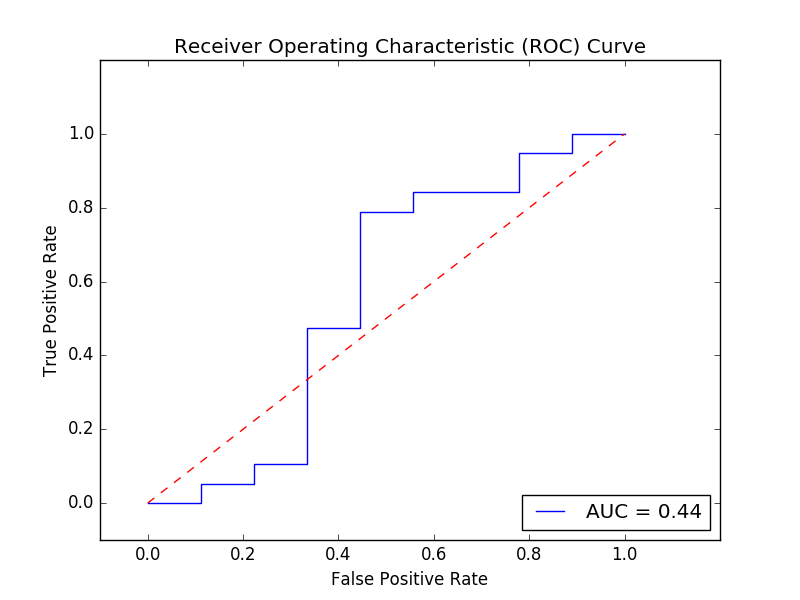 Receiver Operating Characteristic (ROC) Curve
True Positive Rate
1.0
0.8
0.6
0.4
0.2
0.0
AUC = 0.44
0.0 0.2 0.4 0.6 0.8 1.0
False Positive Rate